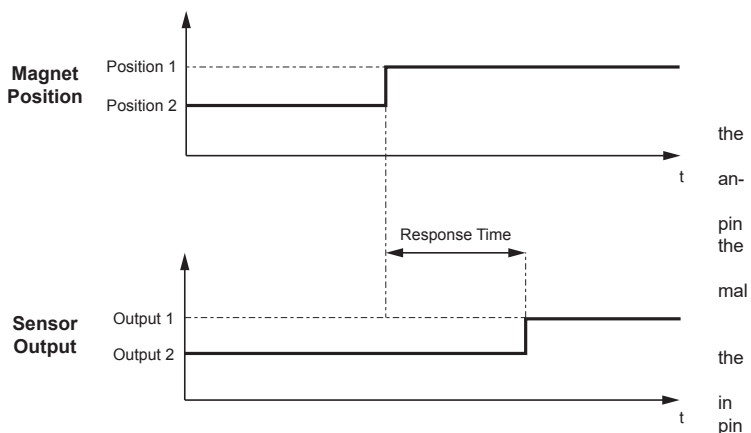 Magnet
Position
Position 1
Position 2
t
Response Time
Sensor
Output
Output 1
Output 2
t
the
an-
pin
the
mal
the
in
pin